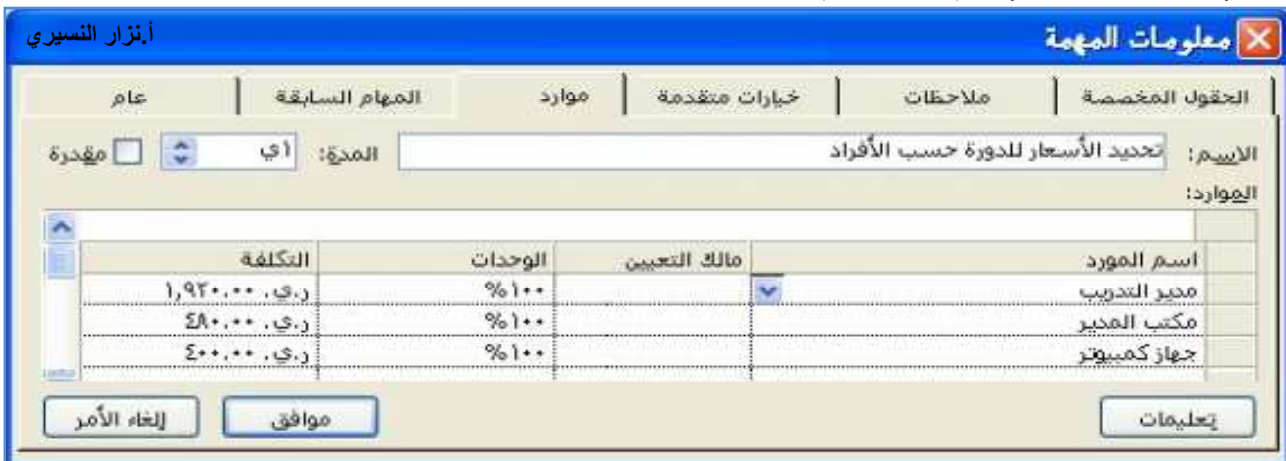 معلومات المهمة أ.نزار النسيري
الحقول المخصصة ملاحظات خيارات متقدمة موارد المهام السابقة عام
الاسم: تحديد الأسعار للدورة حسب الأفراد المدة: ١ي مقدرة
الموارد:
اسم المورد مالك التعيين الوحدات التكلفة
مدير التدريب ١٠٠% ر.ي. ١,٩٢٠.٠٠
مكتب المدير ١٠٠% ر.ي. ٤٨٠.٠٠
جهاز كمبيوتر ١٠٠% ر.ي. ٤٠٠.٠٠
تعليمات موافق إلغاء الأمر